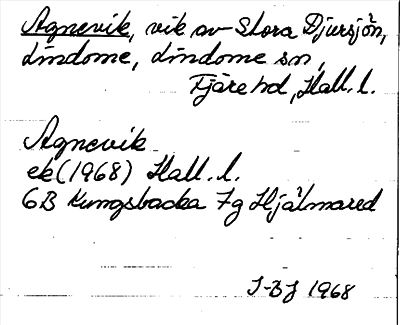 Agnevik, vik av Stora Djursjön,
Lindome, Lindome sn,
Fjäre hd, Hall. l.
Agnevik
ek (1968) Hall. l.
6B Kungsbacka 7g Hjälmared
I-BJ 1968